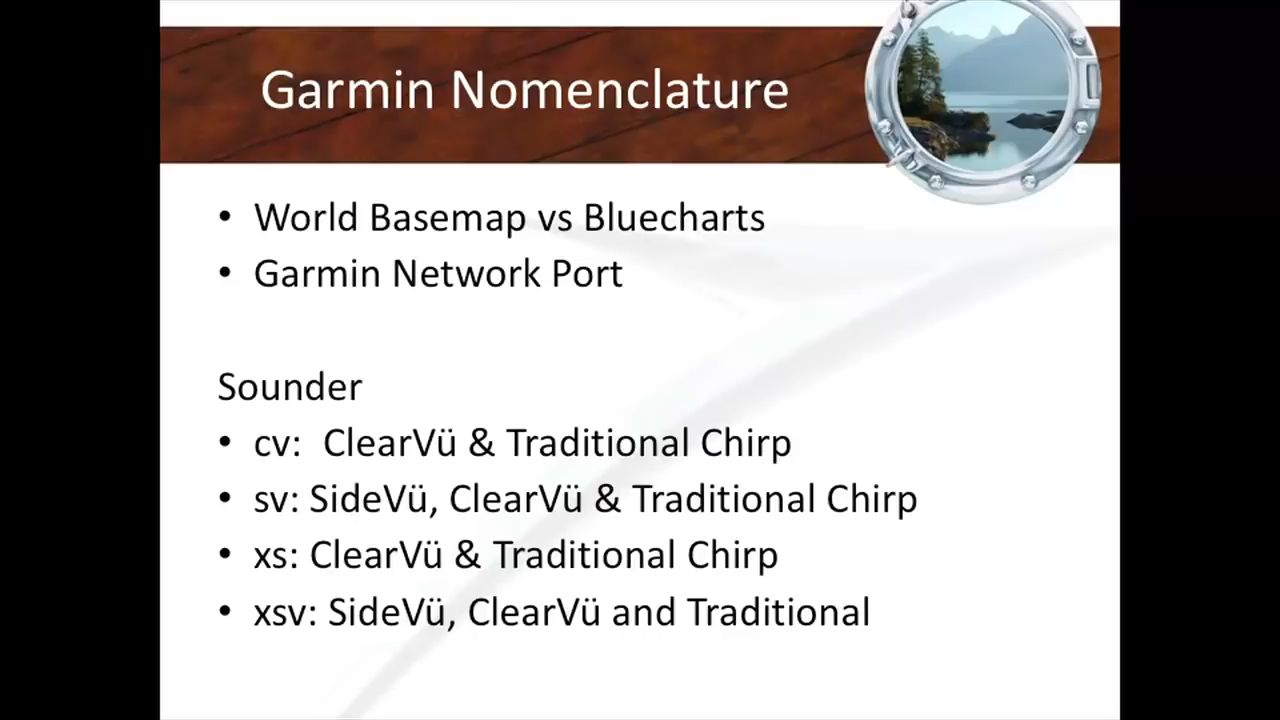 Garmin Nomenclature
• World Basemap vs Bluecharts
• Garmin Network Port
Sounder
• cv:  ClearVü & Traditional Chirp
• sv: SideVü, ClearVü & Traditional Chirp
• xs: ClearVü & Traditional Chirp
• xsv: SideVü, ClearVü and Traditional